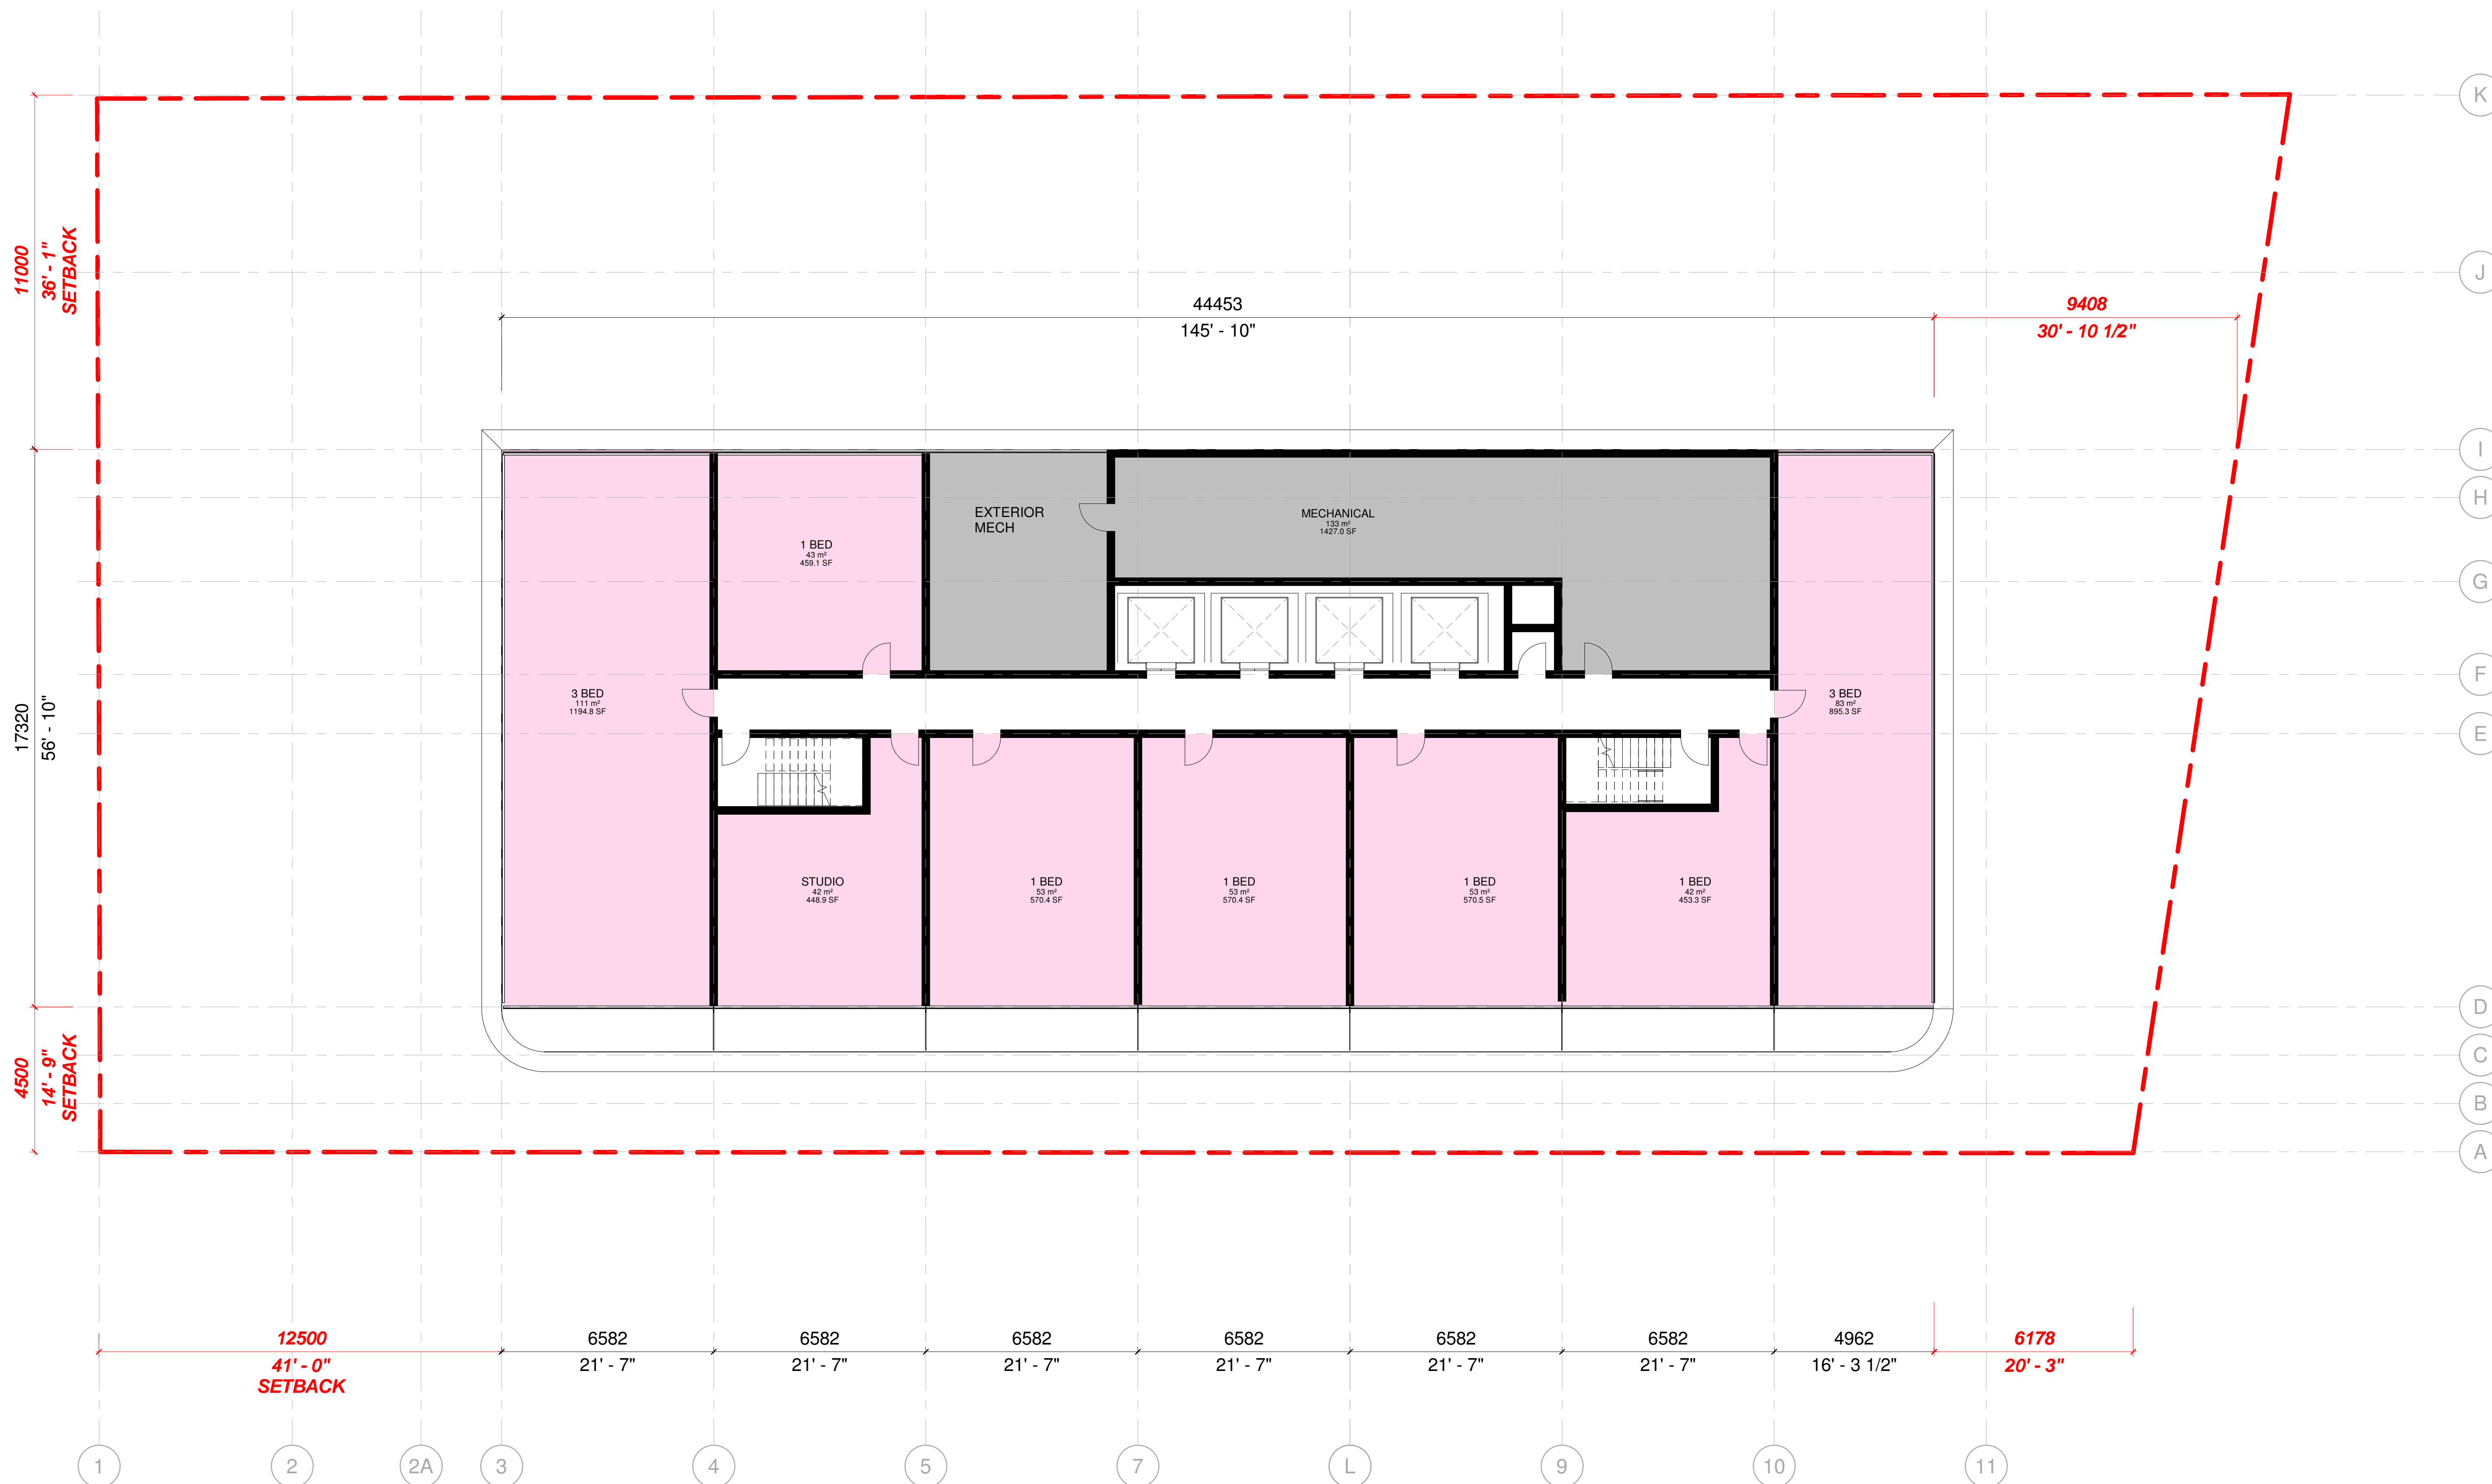 K
11000
36' - 1"
SETBACK
J
44453
145' - 10"
9408
30' - 10 1/2"
I
H
EXTERIOR
MECH
MECHANICAL
133 m²
1427.0 SF
1 BED
43 m²
459.1 SF
G
F
3 BED
111 m²
1194.8 SF
3 BED
83 m²
895.3 SF
17320
56' - 10"
E
STUDIO
42 m²
448.9 SF
1 BED
53 m²
570.4 SF
1 BED
53 m²
570.4 SF
1 BED
53 m²
570.5 SF
1 BED
42 m²
453.3 SF
D
4500
14' - 9"
SETBACK
C
B
A
12500
41' - 0"
SETBACK
6582
21' - 7"
6582
21' - 7"
6582
21' - 7"
6582
21' - 7"
6582
21' - 7"
6582
21' - 7"
4962
16' - 3 1/2"
6178
20' - 3"
1
2
2A
3
4
5
7
L
9
10
11